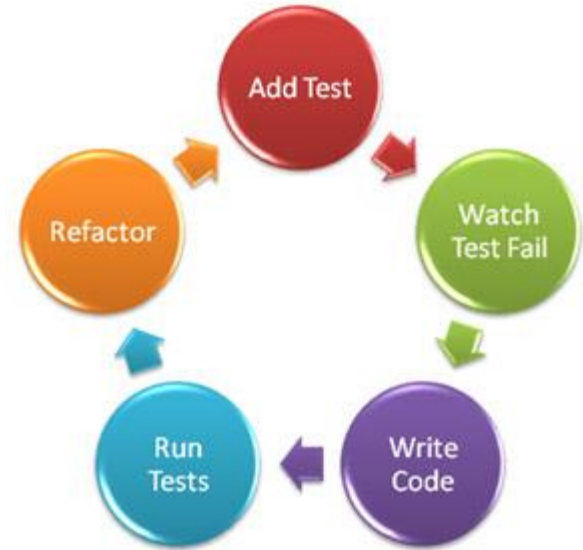 Add Test
Watch
Test Fail
Write
Code
Run
Tests
Refactor